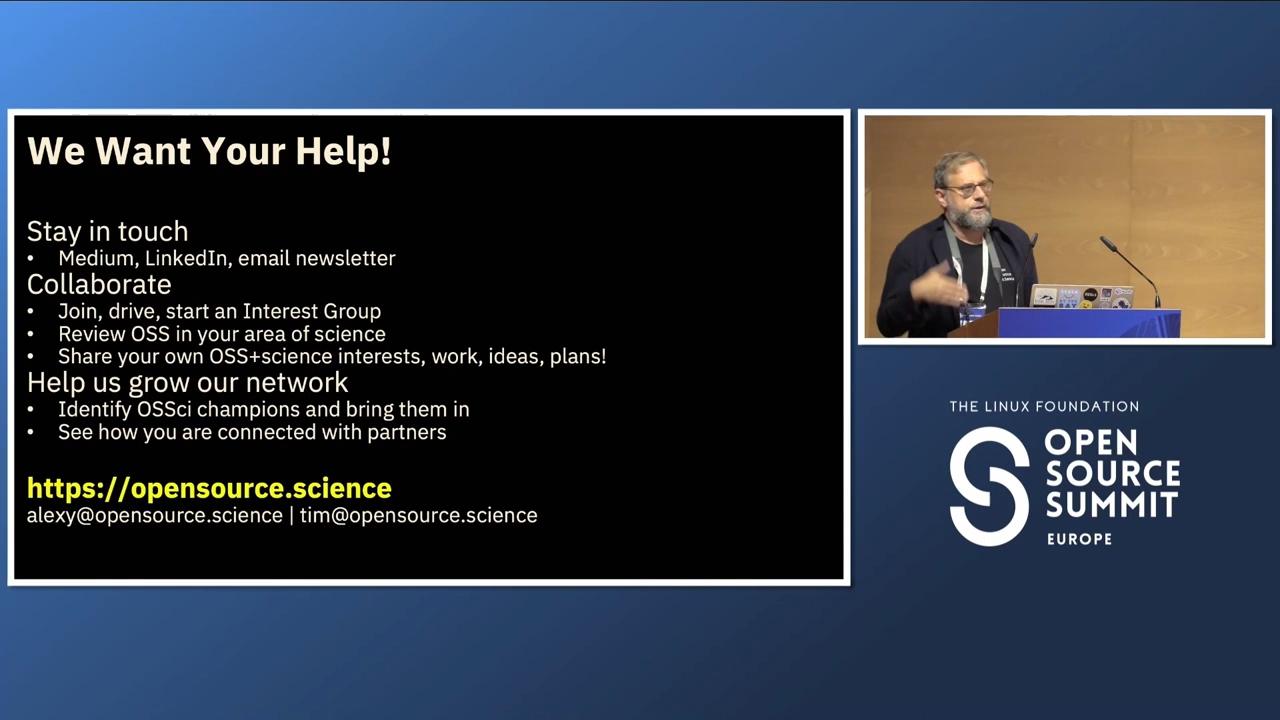 We Want Your Help!
Stay in touch
• Medium, LinkedIn, email newsletter
Collaborate
• Join, drive, start an Interest Group
• Review OSS in your area of science
• Share your own OSS+science interests, work, ideas, plans!
Help us grow our network
• Identify OSSci champions and bring them in
• See how you are connected with partners
https://opensource.science
alexy@opensource.science | tim@opensource.science
THE LINUX FOUNDATION
OPEN
SOURCE
SUMMIT
EUROPE